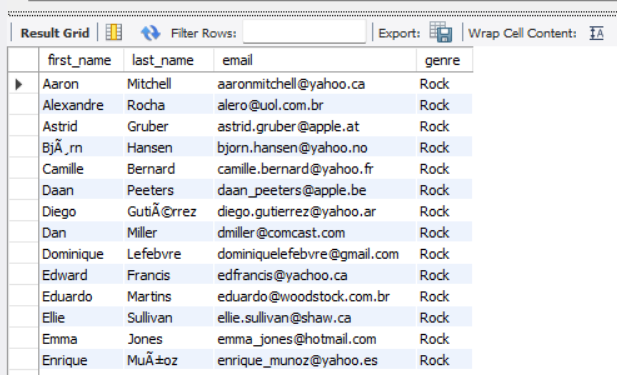 Result Grid Filter Rows: Export: Wrap Cell Content: IA
first_name last_name email genre
Aaron Mitchell aaronmitchell@yahoo.ca Rock
Alexandre Rocha alero@uol.com.br Rock
Astrid Gruber astrid.gruber@apple.at Rock
BjÃ¸rn Hansen bjorn.hansen@yahoo.no Rock
Camille Bernard camille.bernard@yahoo.fr Rock
Daan Peeters daan_peeters@apple.be Rock
Diego GutiÃ©rrez diego.gutierrez@yahoo.ar Rock
Dan Miller dmiller@comcast.com Rock
Dominique Lefebvre dominiquelefebvre@gmail.com Rock
Edward Francis edfrancis@yachoo.ca Rock
Eduardo Martins eduardo@woodstock.com.br Rock
Ellie Sullivan ellie.sullivan@shaw.ca Rock
Emma Jones emma_jones@hotmail.com Rock
Enrique MuÃ±oz enrique_munoz@yahoo.es Rock